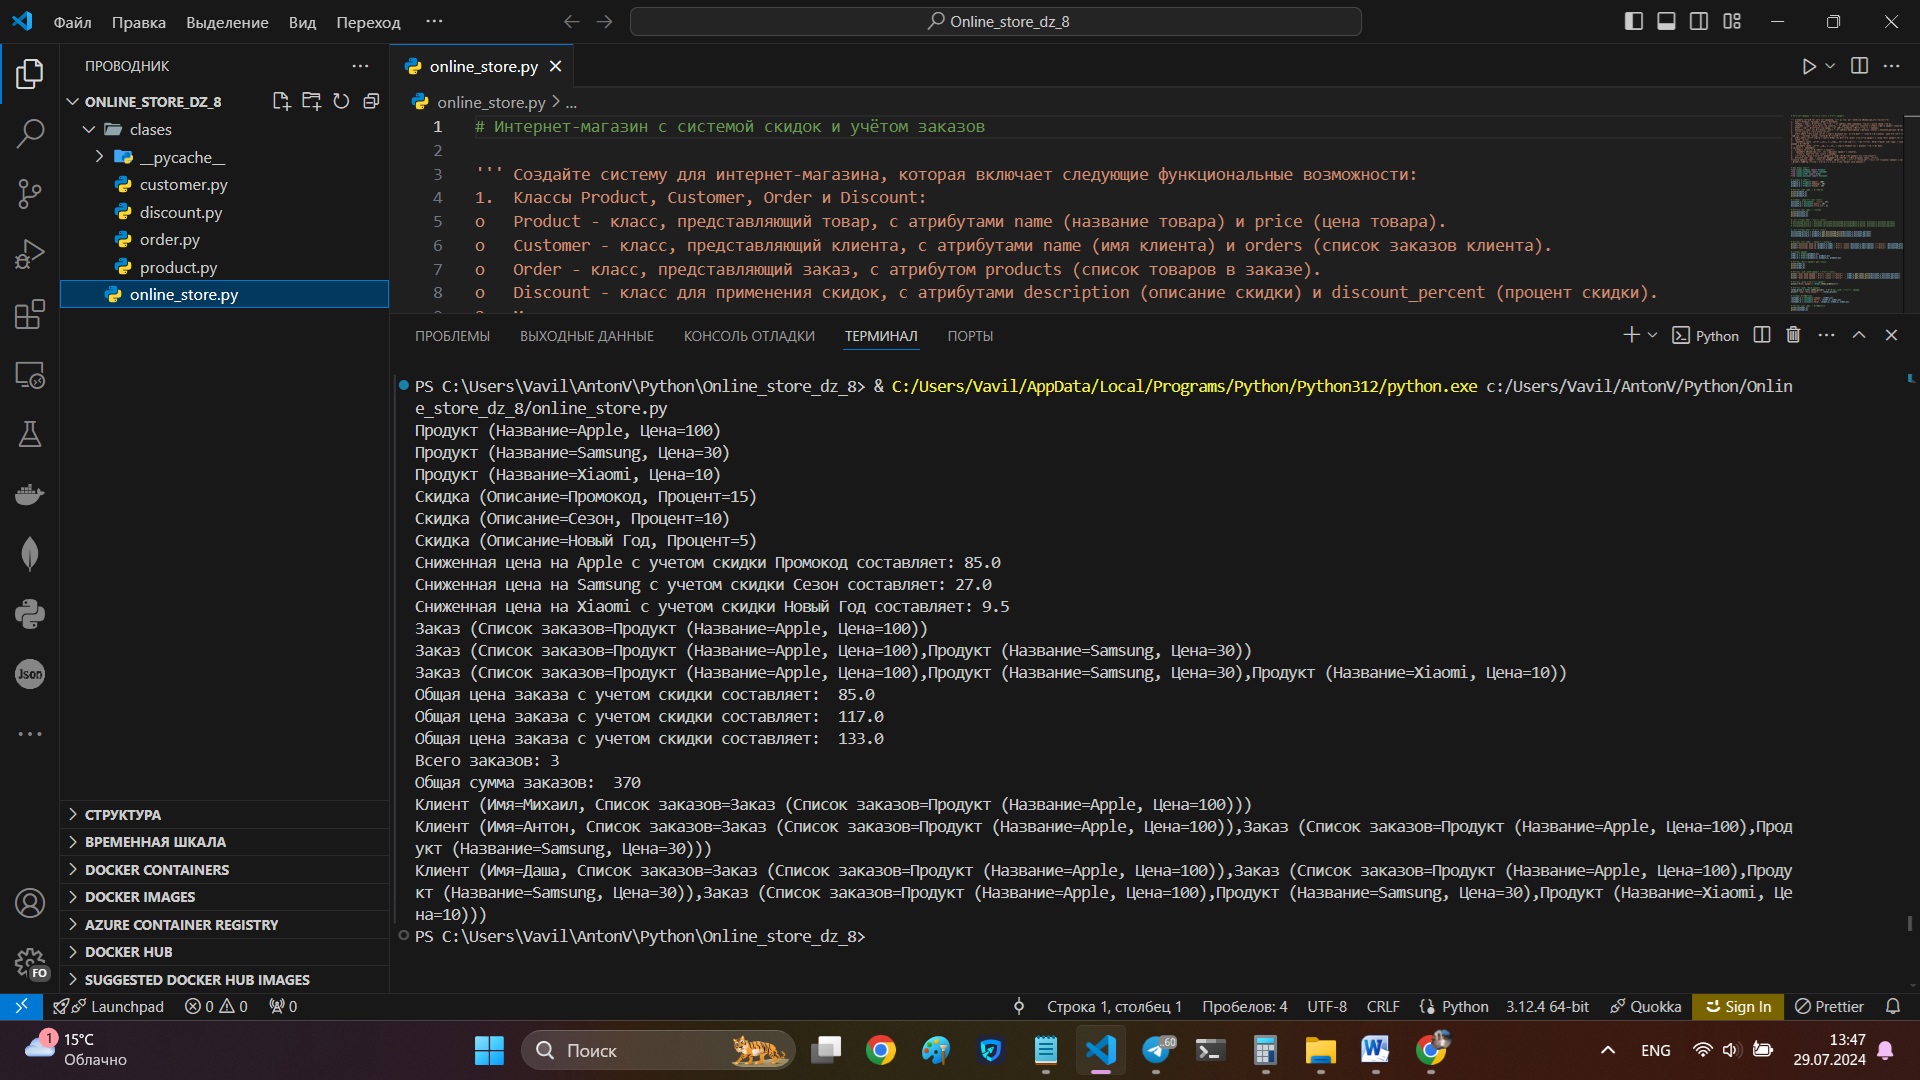 Файл Правка Выделение Вид Переход ··· Online_store_dz_8
ПРОВОДНИК
ONLINE_STORE_DZ_8
clases
__pycache__
customer.py
discount.py
order.py
product.py
online_store.py
online_store.py
online_store.py > ...
1 # Интернет-магазин с системой скидок и учётом заказов
2
3 ''' Создайте систему для интернет-магазина, которая включает следующие функциональные возможности:
4 1. Классы Product, Customer, Order и Discount:
5 o Product - класс, представляющий товар, с атрибутами name (название товара) и price (цена товара).
6 o Customer - класс, представляющий клиента, с атрибутами name (имя клиента) и orders (список заказов клиента).
7 o Order - класс, представляющий заказ, с атрибутом products (список товаров в заказе).
8 o Discount - класс для применения скидок, с атрибутами description (описание скидки) и discount_percent (процент скидки).
ПРОБЛЕМЫ ВЫХОДНЫЕ ДАННЫЕ КОНСОЛЬ ОТЛАДКИ ТЕРМИНАЛ ПОРТЫ Python
PS C:\Users\Vavil\AntonV\Python\Online_store_dz_8> & C:/Users/Vavil/AppData/Local/Programs/Python/Python312/python.exe c:/Users/Vavil/AntonV/Python/Onlin
e_store_dz_8/online_store.py
Продукт (Название=Apple, Цена=100)
Продукт (Название=Samsung, Цена=30)
Продукт (Название=Xiaomi, Цена=10)
Скидка (Описание=Промокод, Процент=15)
Скидка (Описание=Сезон, Процент=10)
Скидка (Описание=Новый Год, Процент=5)
Сниженная цена на Apple с учетом скидки Промокод составляет: 85.0
Сниженная цена на Samsung с учетом скидки Сезон составляет: 27.0
Сниженная цена на Xiaomi с учетом скидки Новый Год составляет: 9.5
Заказ (Список заказов=Продукт (Название=Apple, Цена=100))
Заказ (Список заказов=Продукт (Название=Apple, Цена=100),Продукт (Название=Samsung, Цена=30))
Заказ (Список заказов=Продукт (Название=Apple, Цена=100),Продукт (Название=Samsung, Цена=30),Продукт (Название=Xiaomi, Цена=10))
Общая цена заказа с учетом скидки составляет:  85.0
Общая цена заказа с учетом скидки составляет:  117.0
Общая цена заказа с учетом скидки составляет:  133.0
Всего заказов: 3
Общая сумма заказов:  370
Клиент (Имя=Михаил, Список заказов=Заказ (Список заказов=Продукт (Название=Apple, Цена=100)))
Клиент (Имя=Антон, Список заказов=Заказ (Список заказов=Продукт (Название=Apple, Цена=100)),Заказ (Список заказов=Продукт (Название=Apple, Цена=100),Прод
укт (Название=Samsung, Цена=30)))
Клиент (Имя=Даша, Список заказов=Заказ (Список заказов=Продукт (Название=Apple, Цена=100)),Заказ (Список заказов=Продукт (Название=Apple, Цена=100),Проду
кт (Название=Samsung, Цена=30)),Заказ (Список заказов=Продукт (Название=Apple, Цена=100),Продукт (Название=Samsung, Цена=30),Продукт (Название=Xiaomi, Це
на=10)))
PS C:\Users\Vavil\AntonV\Python\Online_store_dz_8>
Json
СТРУКТУРА
ВРЕМЕННАЯ ШКАЛА
DOCKER CONTAINERS
DOCKER IMAGES
AZURE CONTAINER REGISTRY
DOCKER HUB
SUGGESTED DOCKER HUB IMAGES
FO
Launchpad 0 0 0 Строка 1, столбец 1 Пробелов: 4 UTF-8 CRLF Python 3.12.4 64-bit Quokka Sign In Prettier
1 15°C
Облачно
Поиск
60
ENG
13:47
29.07.2024